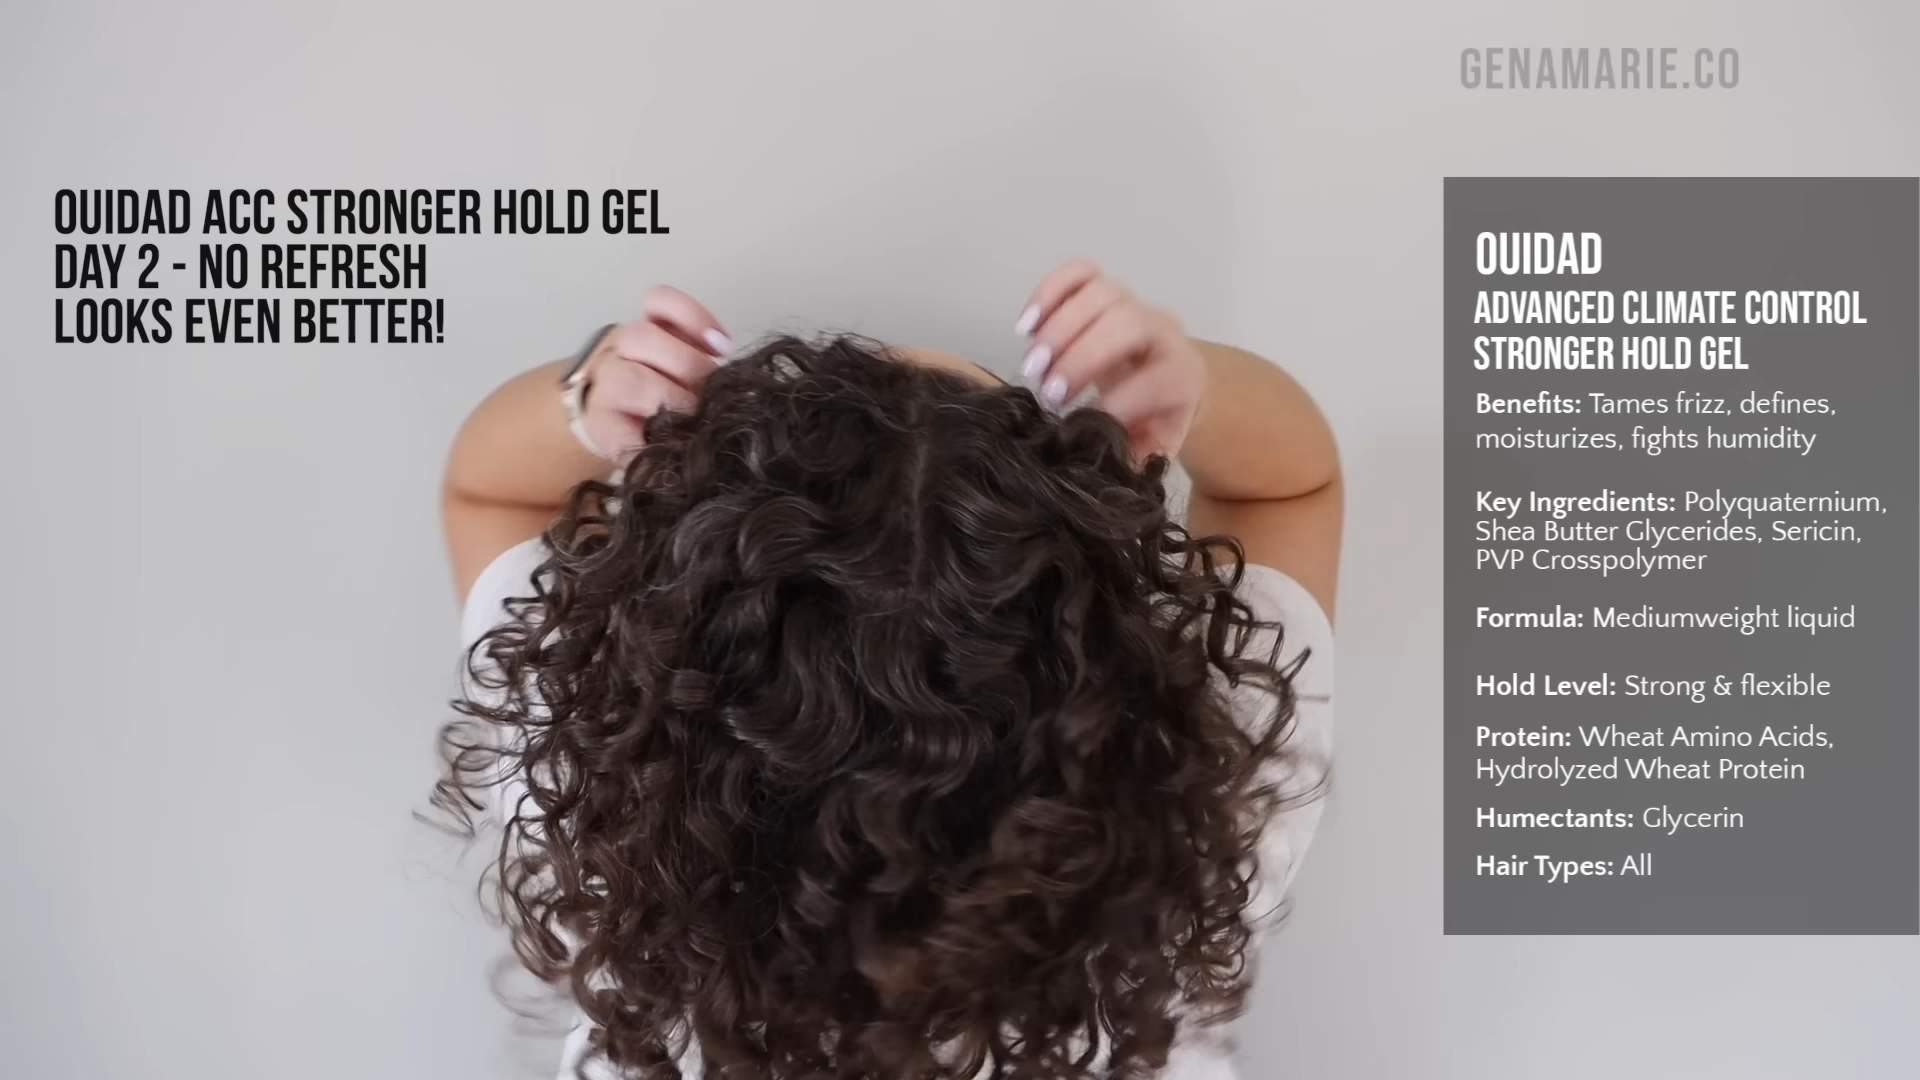 GENAMARIE.CO
OUIDAD ACC STRONGER HOLD GEL
DAY 2 - NO REFRESH
LOOKS EVEN BETTER!
OUIDAD
ADVANCED CLIMATE CONTROL
STRONGER HOLD GEL
Benefits: Tames frizz, defines,
moisturizes, fights humidity
Key Ingredients: Polyquaternium,
Shea Butter Glycerides, Sericin,
PVP Crosspolymer
Formula: Mediumweight liquid
Hold Level: Strong & flexible
Protein: Wheat Amino Acids,
Hydrolyzed Wheat Protein
Humectants: Glycerin
Hair Types: All